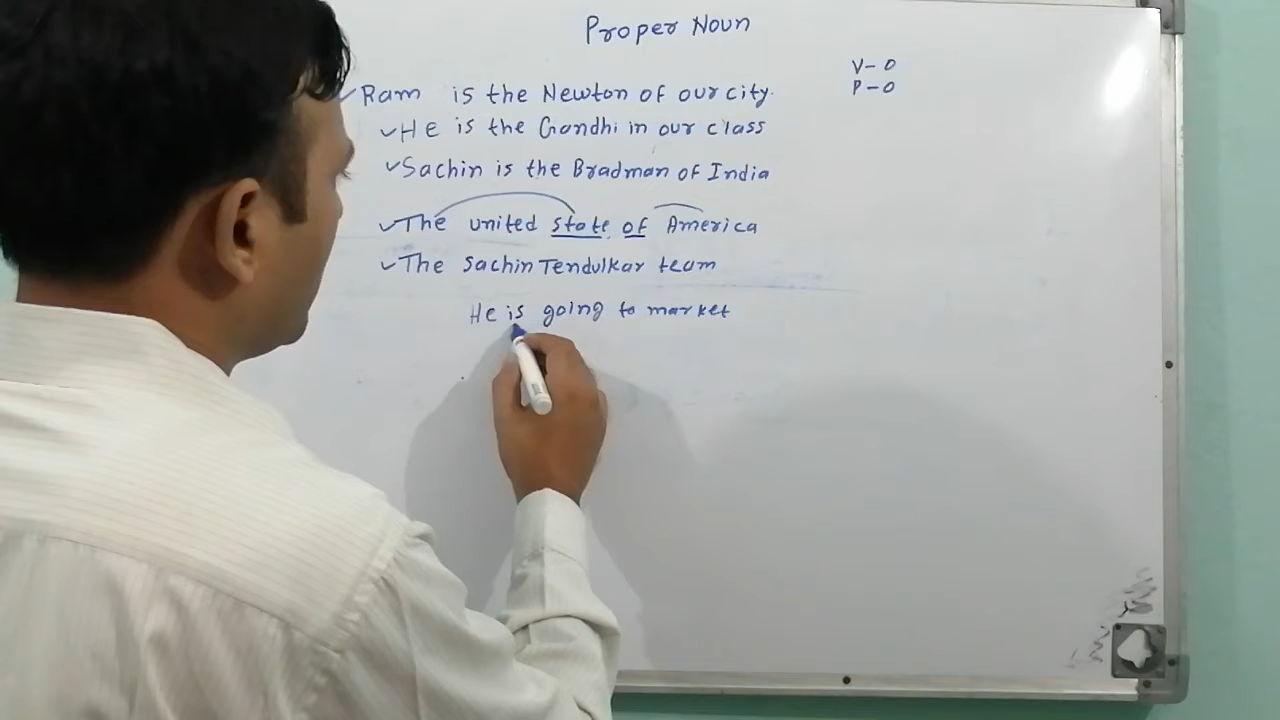 Proper Noun
V - O
P - O
✓Ram is the Newton of our city.
✓HE is the Gandhi in our class
✓Sachin is the Bradman of India
✓The united state of America
✓The Sachin Tendulkar team
He is going to market